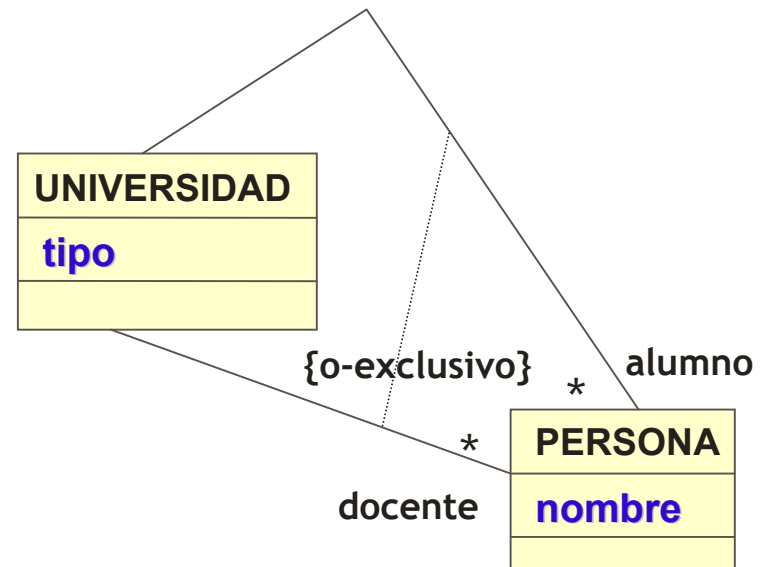 UNIVERSIDAD
tipo
{o-exclusivo}
alumno
*
*
PERSONA
docente
nombre